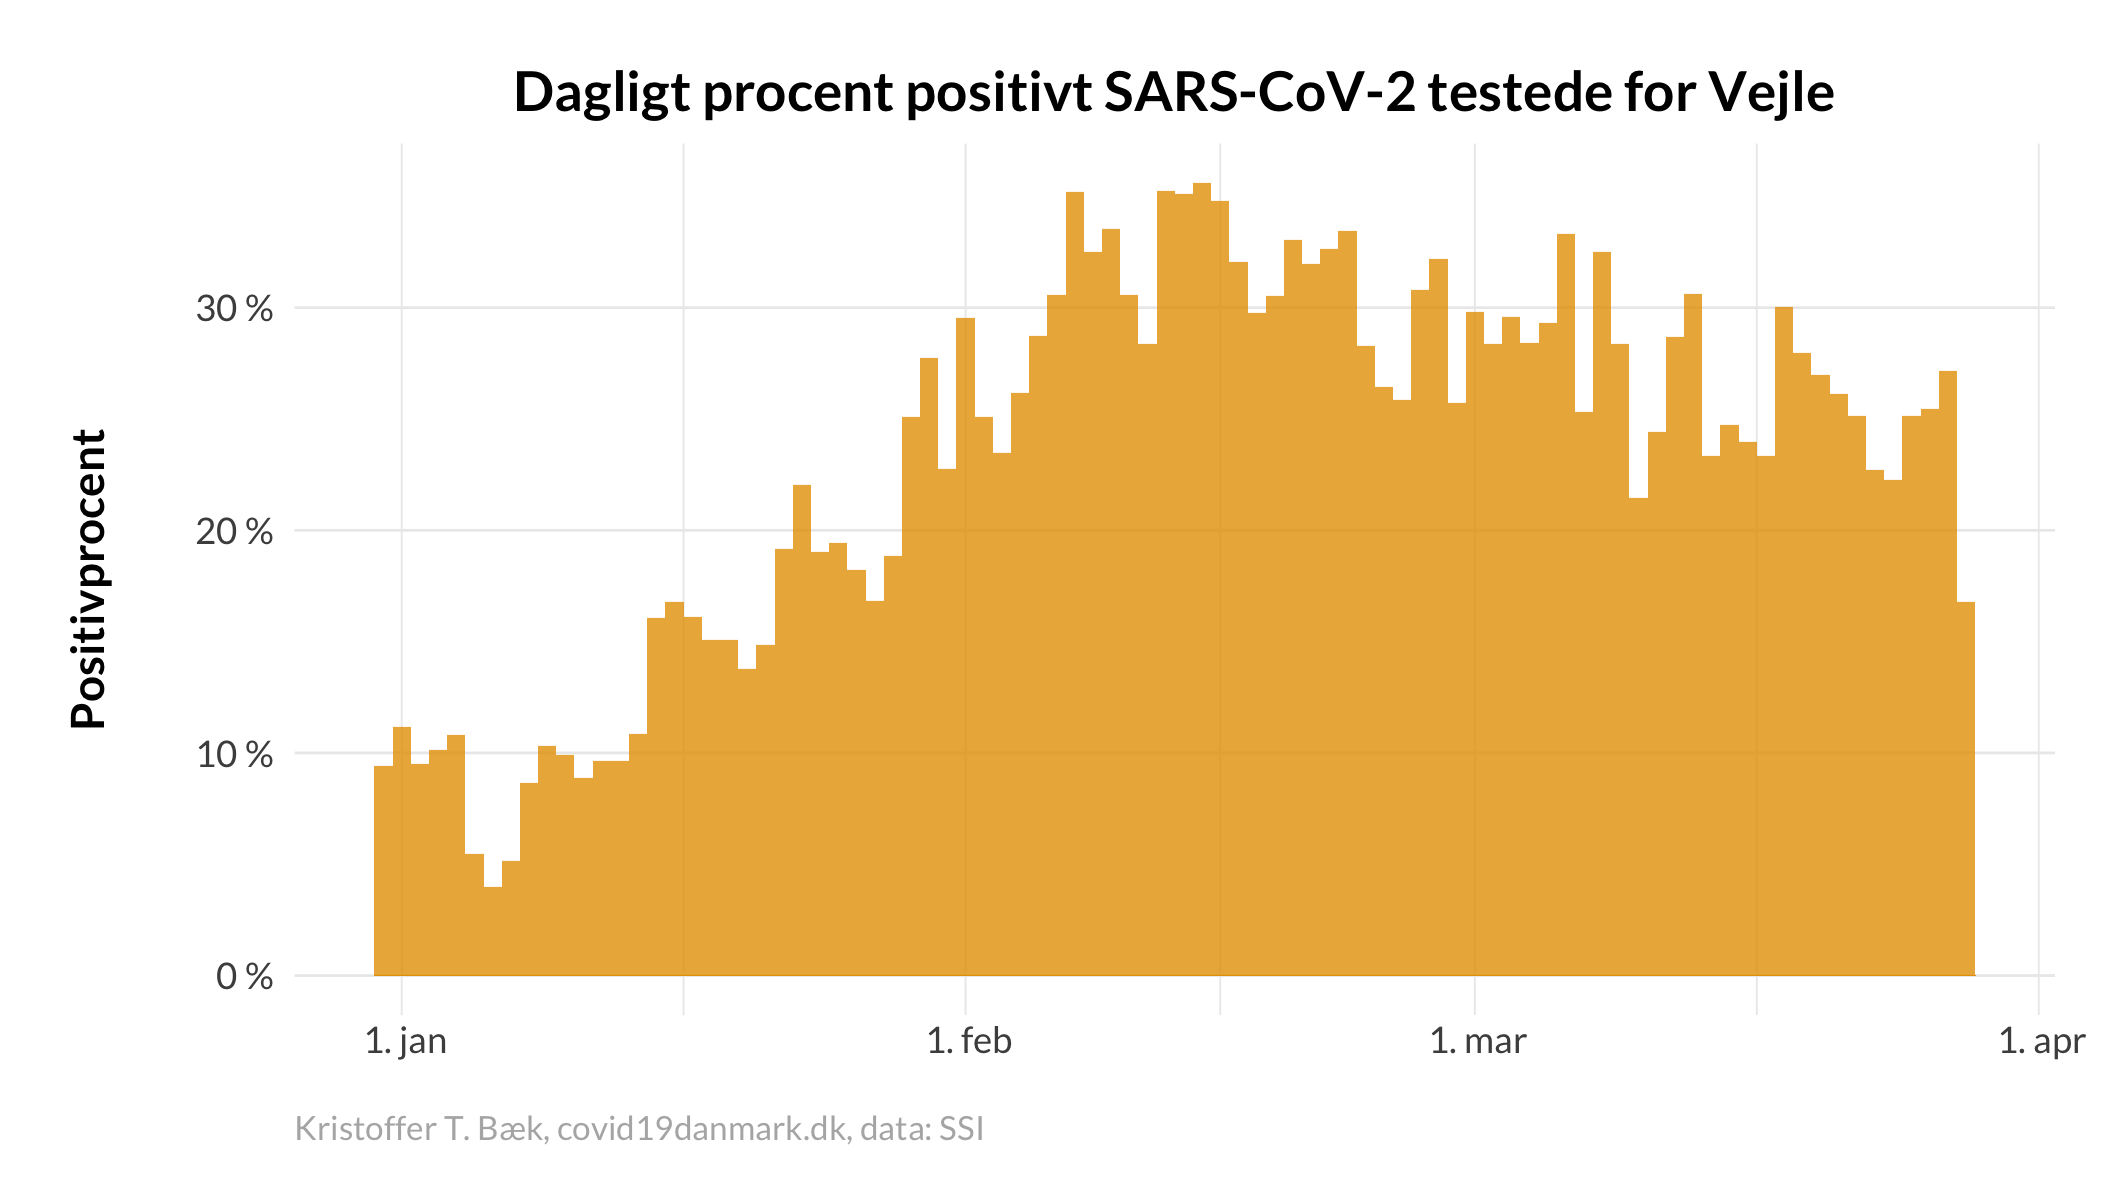 Dagligt procent positivt SARS-CoV-2 testede for Vejle
Positivprocent
30 %
20 %
10 %
0 %
1. jan
1. feb
1. mar
1. apr
Kristoffer T. Bæk, covid19danmark.dk, data: SSI